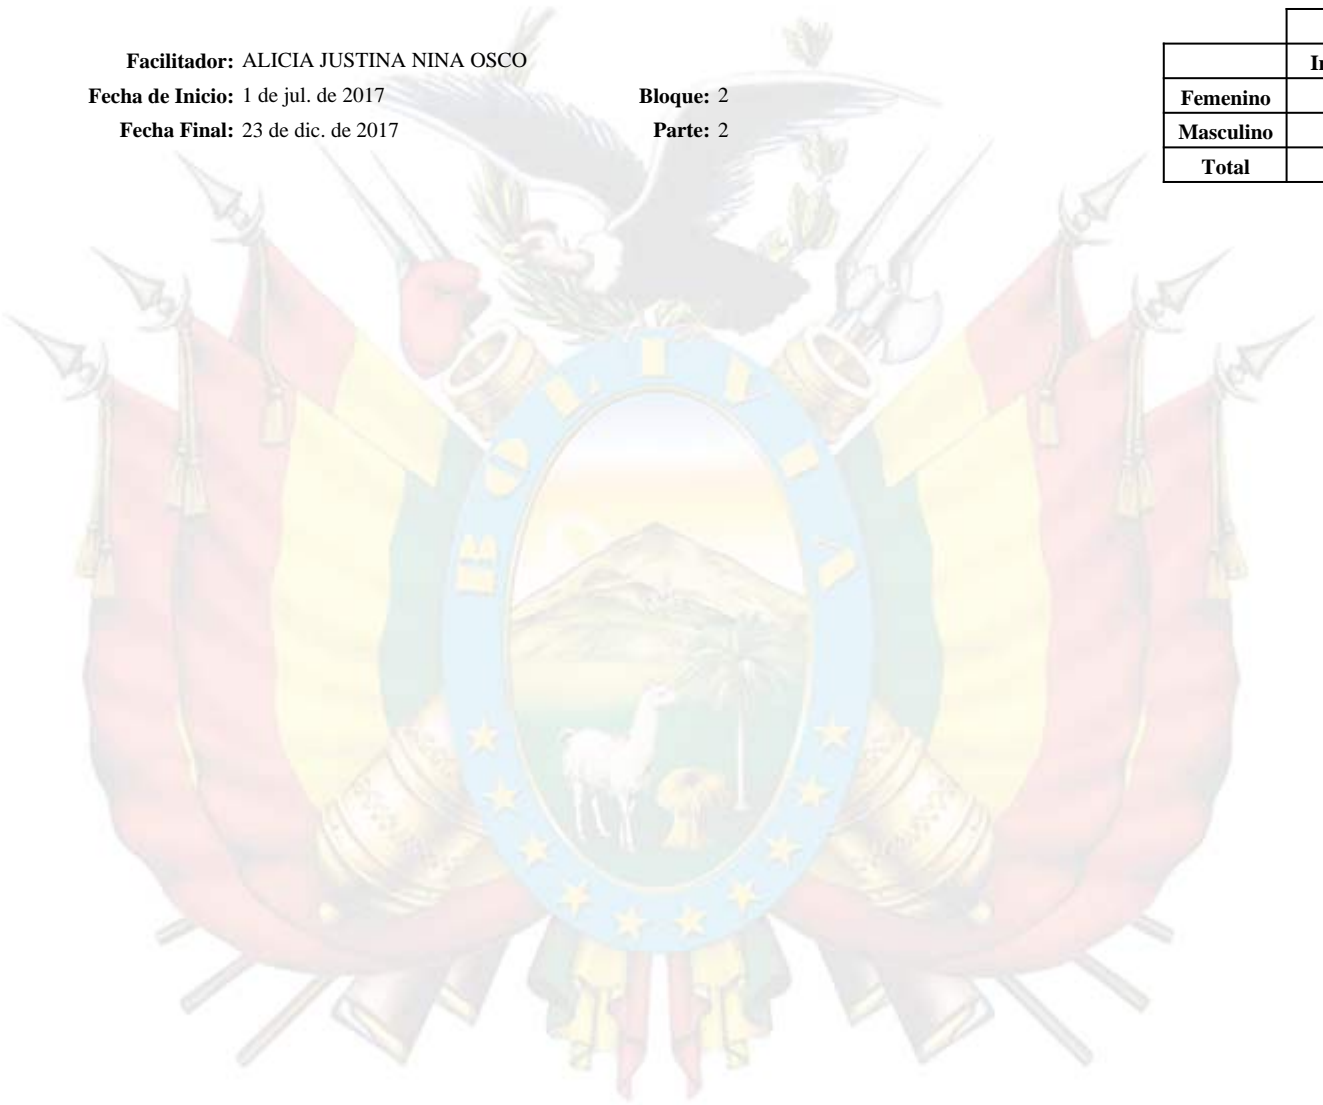 Facilitador: ALICIA JUSTINA NINA OSCO
Fecha de Inicio: 1 de jul. de 2017 Bloque: 2
Fecha Final: 23 de dic. de 2017 Parte: 2
Femenino
Masculino
Total
BOLIVIA